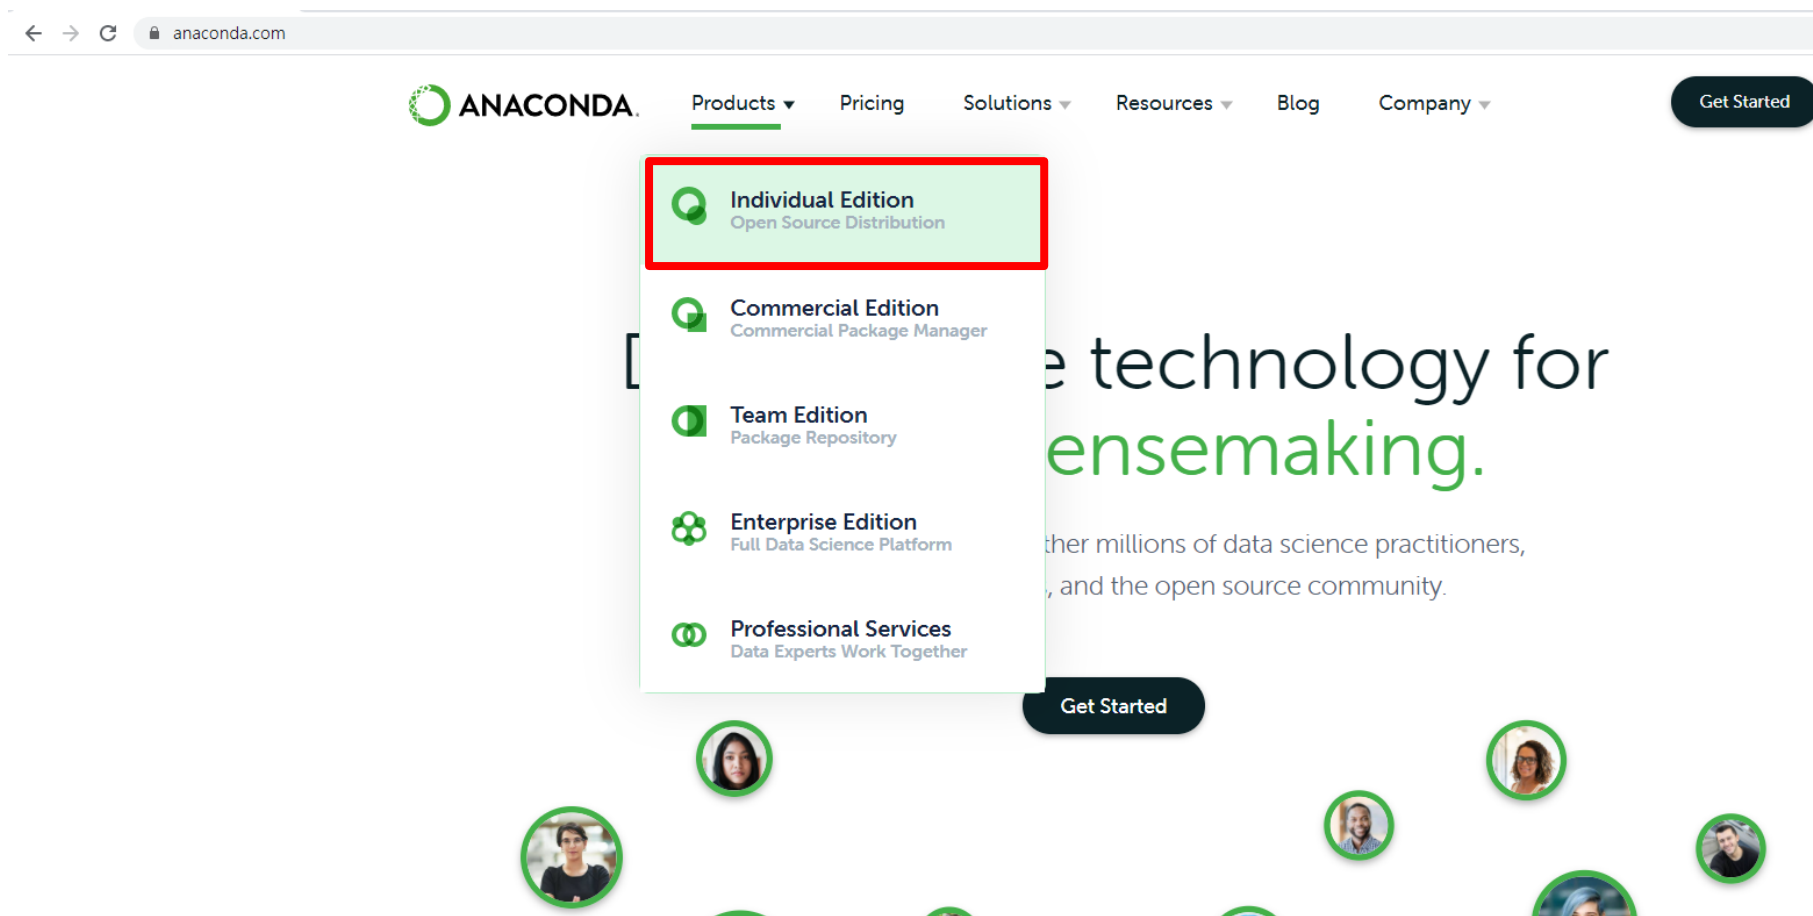 anaconda.com
ANACONDA.
Products Pricing Solutions Resources Blog Company Get Started
Individual Edition
Open Source Distribution
Commercial Edition
Commercial Package Manager
Team Edition
Package Repository
Enterprise Edition
Full Data Science Platform
Professional Services
Data Experts Work Together
technology for
ensemaking.
ther millions of data science practitioners,
, and the open source community.
Get Started